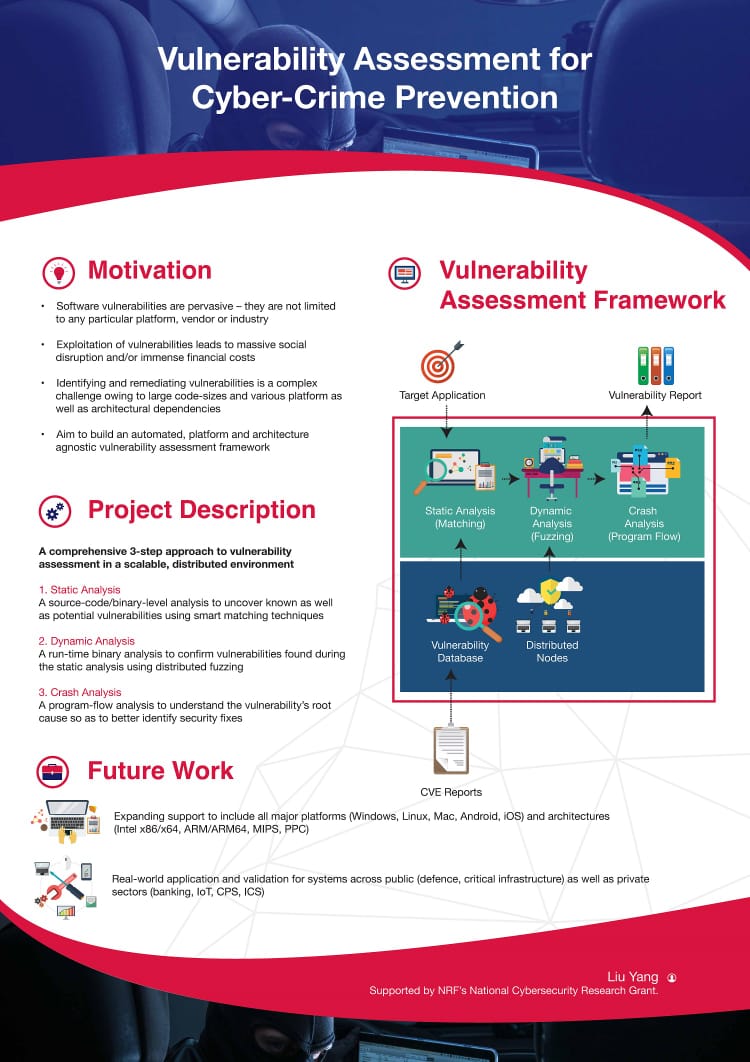 Vulnerability Assessment for
Cyber-Crime Prevention
Motivation
• Software vulnerabilities are pervasive – they are not limited
to any particular platform, vendor or industry
• Exploitation of vulnerabilities leads to massive social
disruption and/or immense financial costs
• Identifying and remediating vulnerabilities is a complex
challenge owing to large code-sizes and various platform as
well as architectural dependencies
• Aim to build an automated, platform and architecture
agnostic vulnerability assessment framework
Project Description
A comprehensive 3-step approach to vulnerability
assessment in a scalable, distributed environment
1. Static Analysis
A source-code/binary-level analysis to uncover known as well
as potential vulnerabilities using smart matching techniques
2. Dynamic Analysis
A run-time binary analysis to confirm vulnerabilities found during
the static analysis using distributed fuzzing
3. Crash Analysis
A program-flow analysis to understand the vulnerability's root
cause so as to better identify security fixes
Vulnerability
Assessment Framework
Target Application
Vulnerability Report
Static Analysis
(Matching)
Dynamic
Analysis
(Fuzzing)
Crash
Analysis
(Program Flow)
Vulnerability
Database
Distributed
Nodes
CVE Reports
Future Work
Expanding support to include all major platforms (Windows, Linux, Mac, Android, iOS) and architectures
(Intel x86/x64, ARM/ARM64, MIPS, PPC)
Real-world application and validation for systems across public (defence, critical infrastructure) as well as private
sectors (banking, IoT, CPS, ICS)
Liu Yang
Supported by NRF's National Cybersecurity Research Grant.